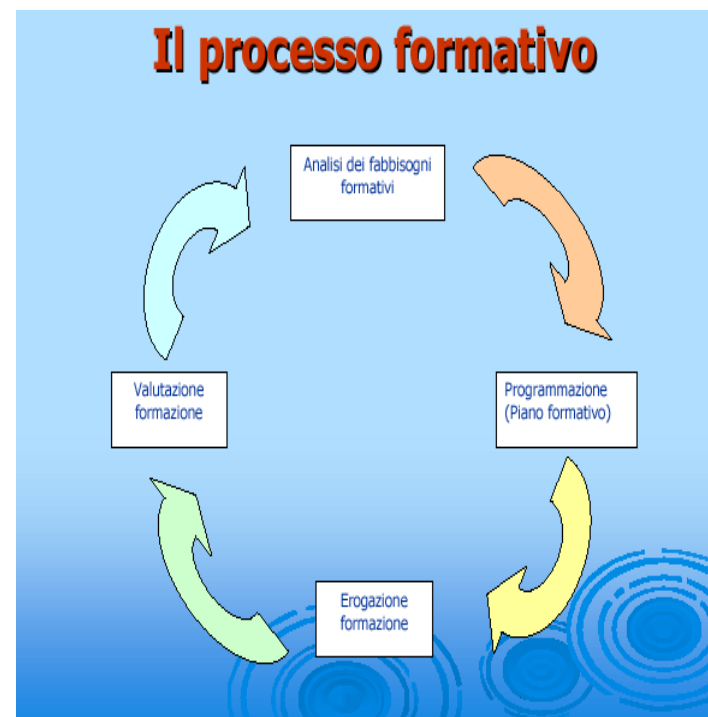 Il processo formativo
Analisi dei fabbisogni
formativi
Valutazione
formazione
Programmazione
(Piano formativo)
Erogazione
formazione